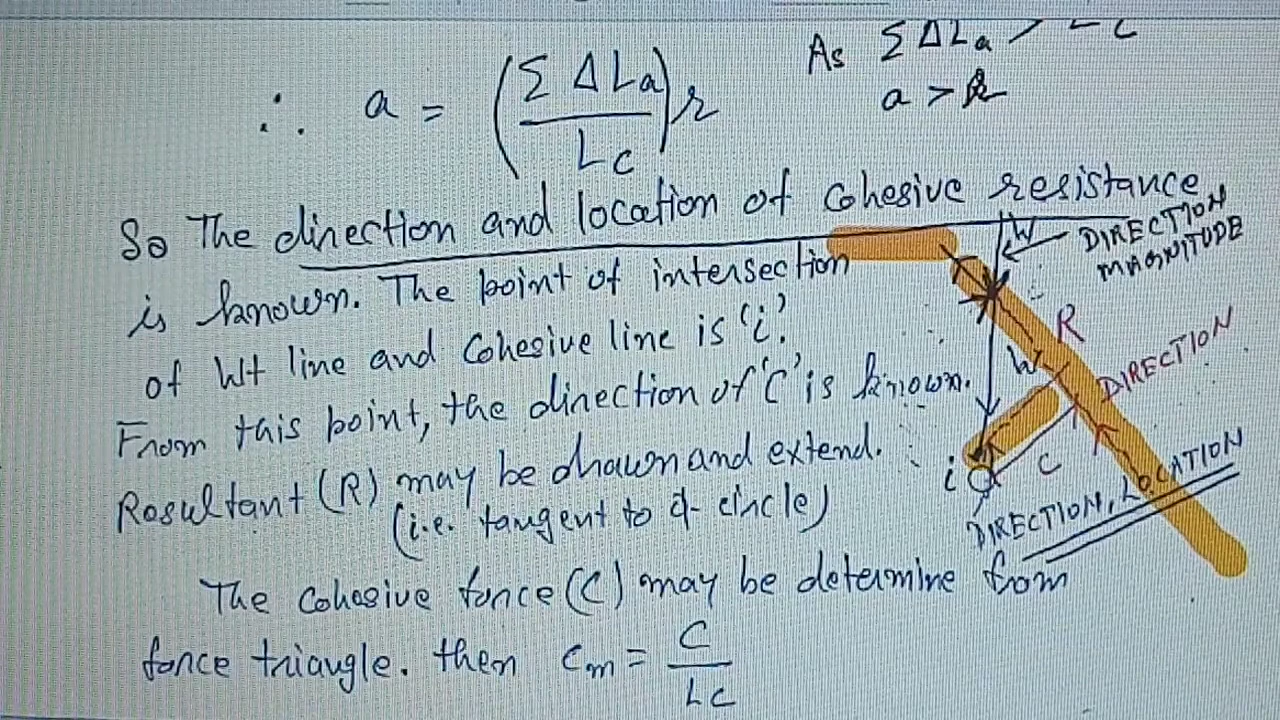 As Σ ΔLa > Lc
∴ a = (Σ ΔLa / Lc) r
a > r
So The direction and location of Cohesive resistance
is known. The point of intersection
of Wt line and Cohesive line is 'i'.
From this point, the direction of 'C' is known.
Resultant (R) may be drawn and extend.
(i.e. tangent to φ- circle)
The Cohesive force (C) may be determine from
force triangle. then Cm = C / Lc
W
DIRECTION
MAGNITUDE
R
W
DIRECTION
i
C
DIRECTION, LOCATION